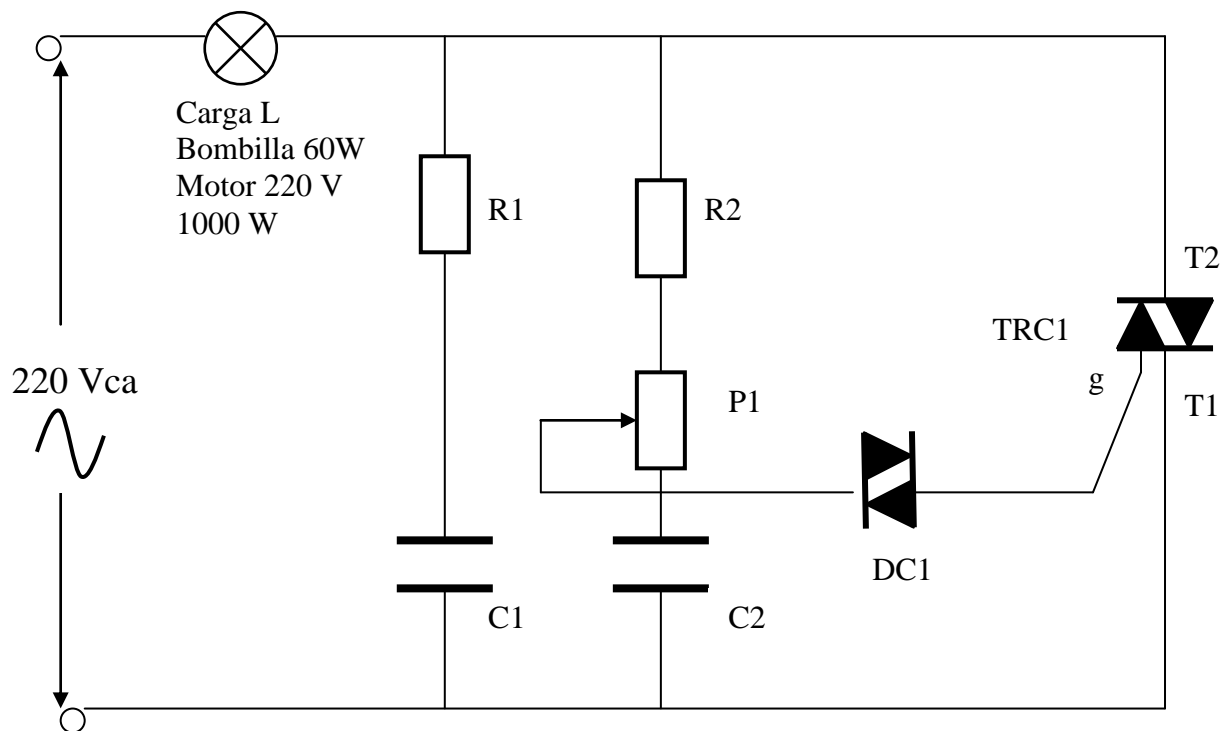 Carga L
Bombilla 60W
Motor 220 V
1000 W
R1
R2
T2
TRC1
g
T1
P1
220 Vca
DC1
C1
C2